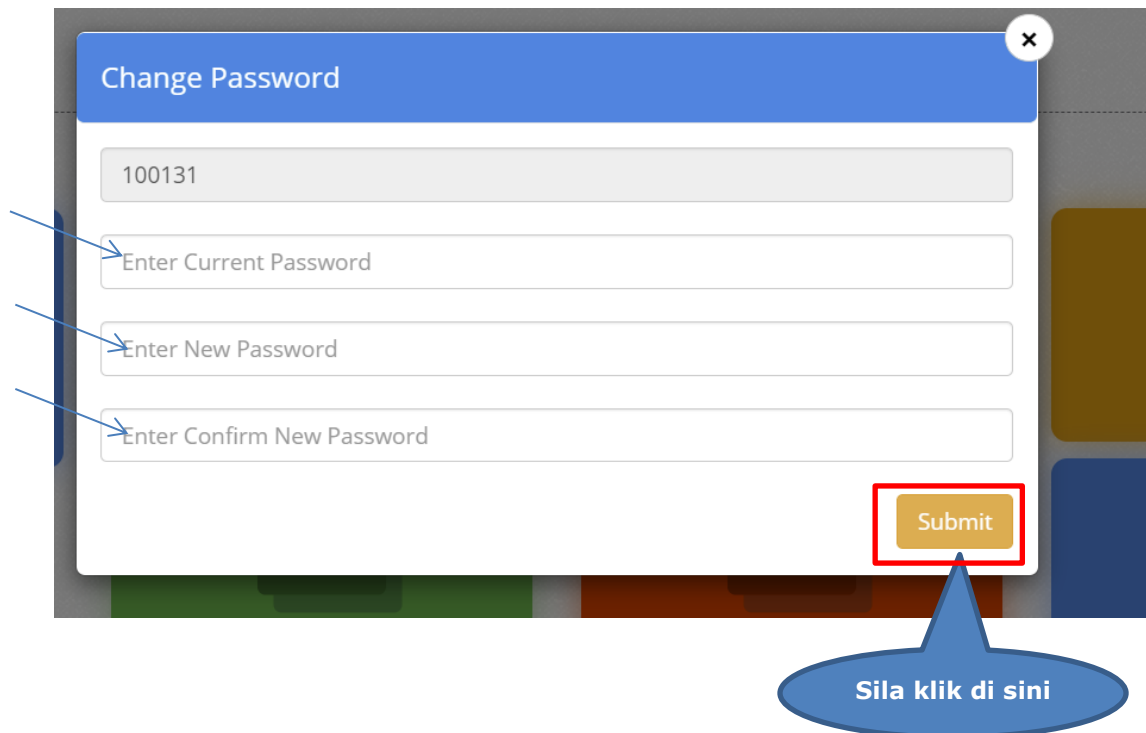 ×
Change Password
100131
Enter Current Password
Enter New Password
Enter Confirm New Password
Submit
Sila klik di sini